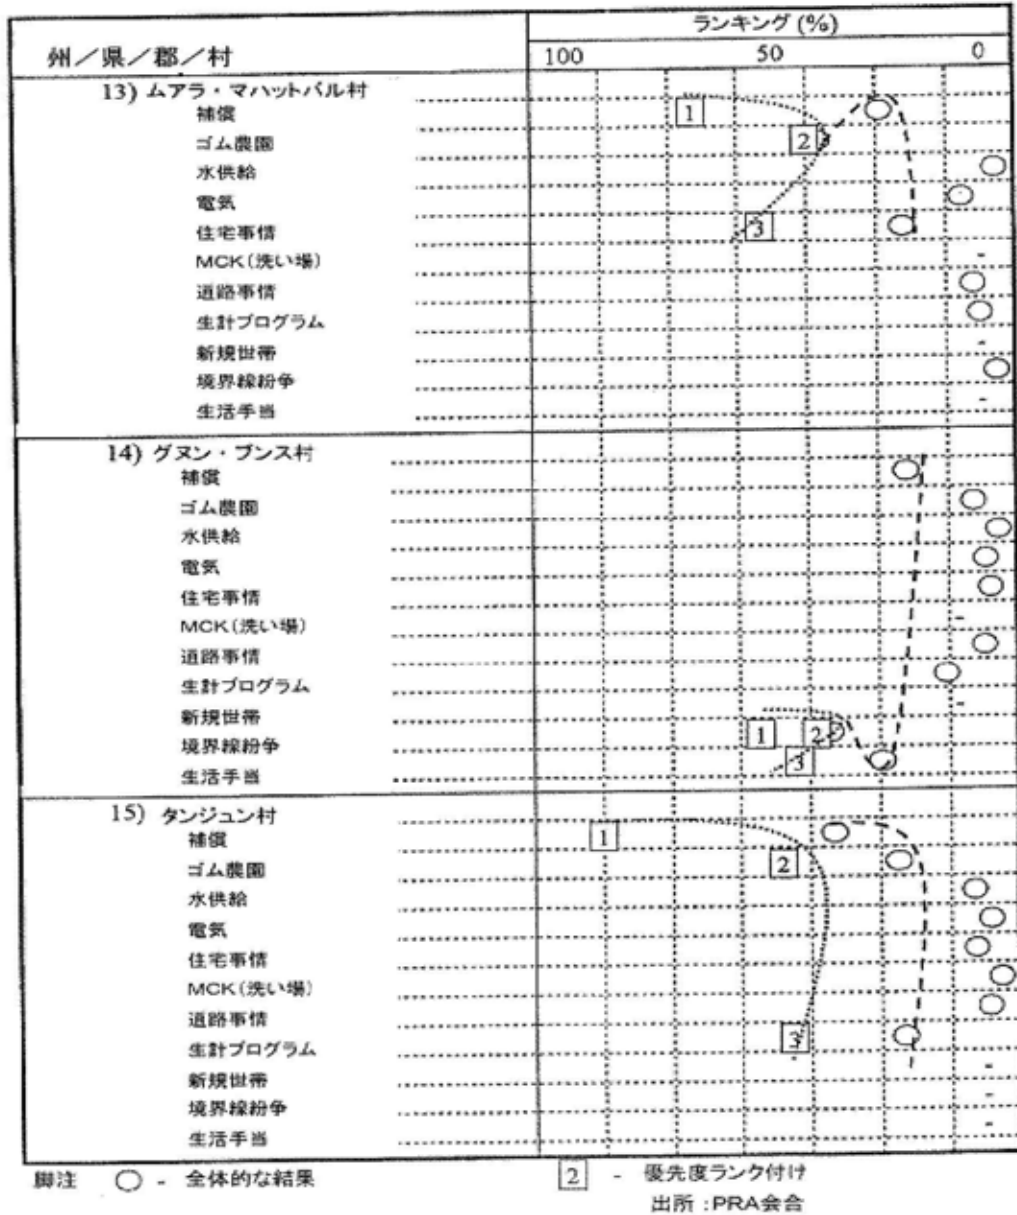 ランキング (%)
州／県／郡／村
100 50 0
13) ムアラ・マハットバル村
補償 1
ゴム農園 2
水供給
電気
住宅事情 3
MCK(洗い場) -
道路事情
生計プログラム
新規世帯 -
境界線紛争
生活手当 -
14) グヌン・ブンス村
補償
ゴム農園
水供給
電気
住宅事情
MCK(洗い場) -
道路事情
生計プログラム
新規世帯 -
境界線紛争 1 2
生活手当 3
15) タンジュン村
補償 1
ゴム農園 2
水供給
電気
住宅事情
MCK(洗い場)
道路事情
生計プログラム 3
新規世帯 -
境界線紛争 -
生活手当 -
脚注 ○ - 全体的な結果 2 - 優先度ランク付け
出所：PRA会合